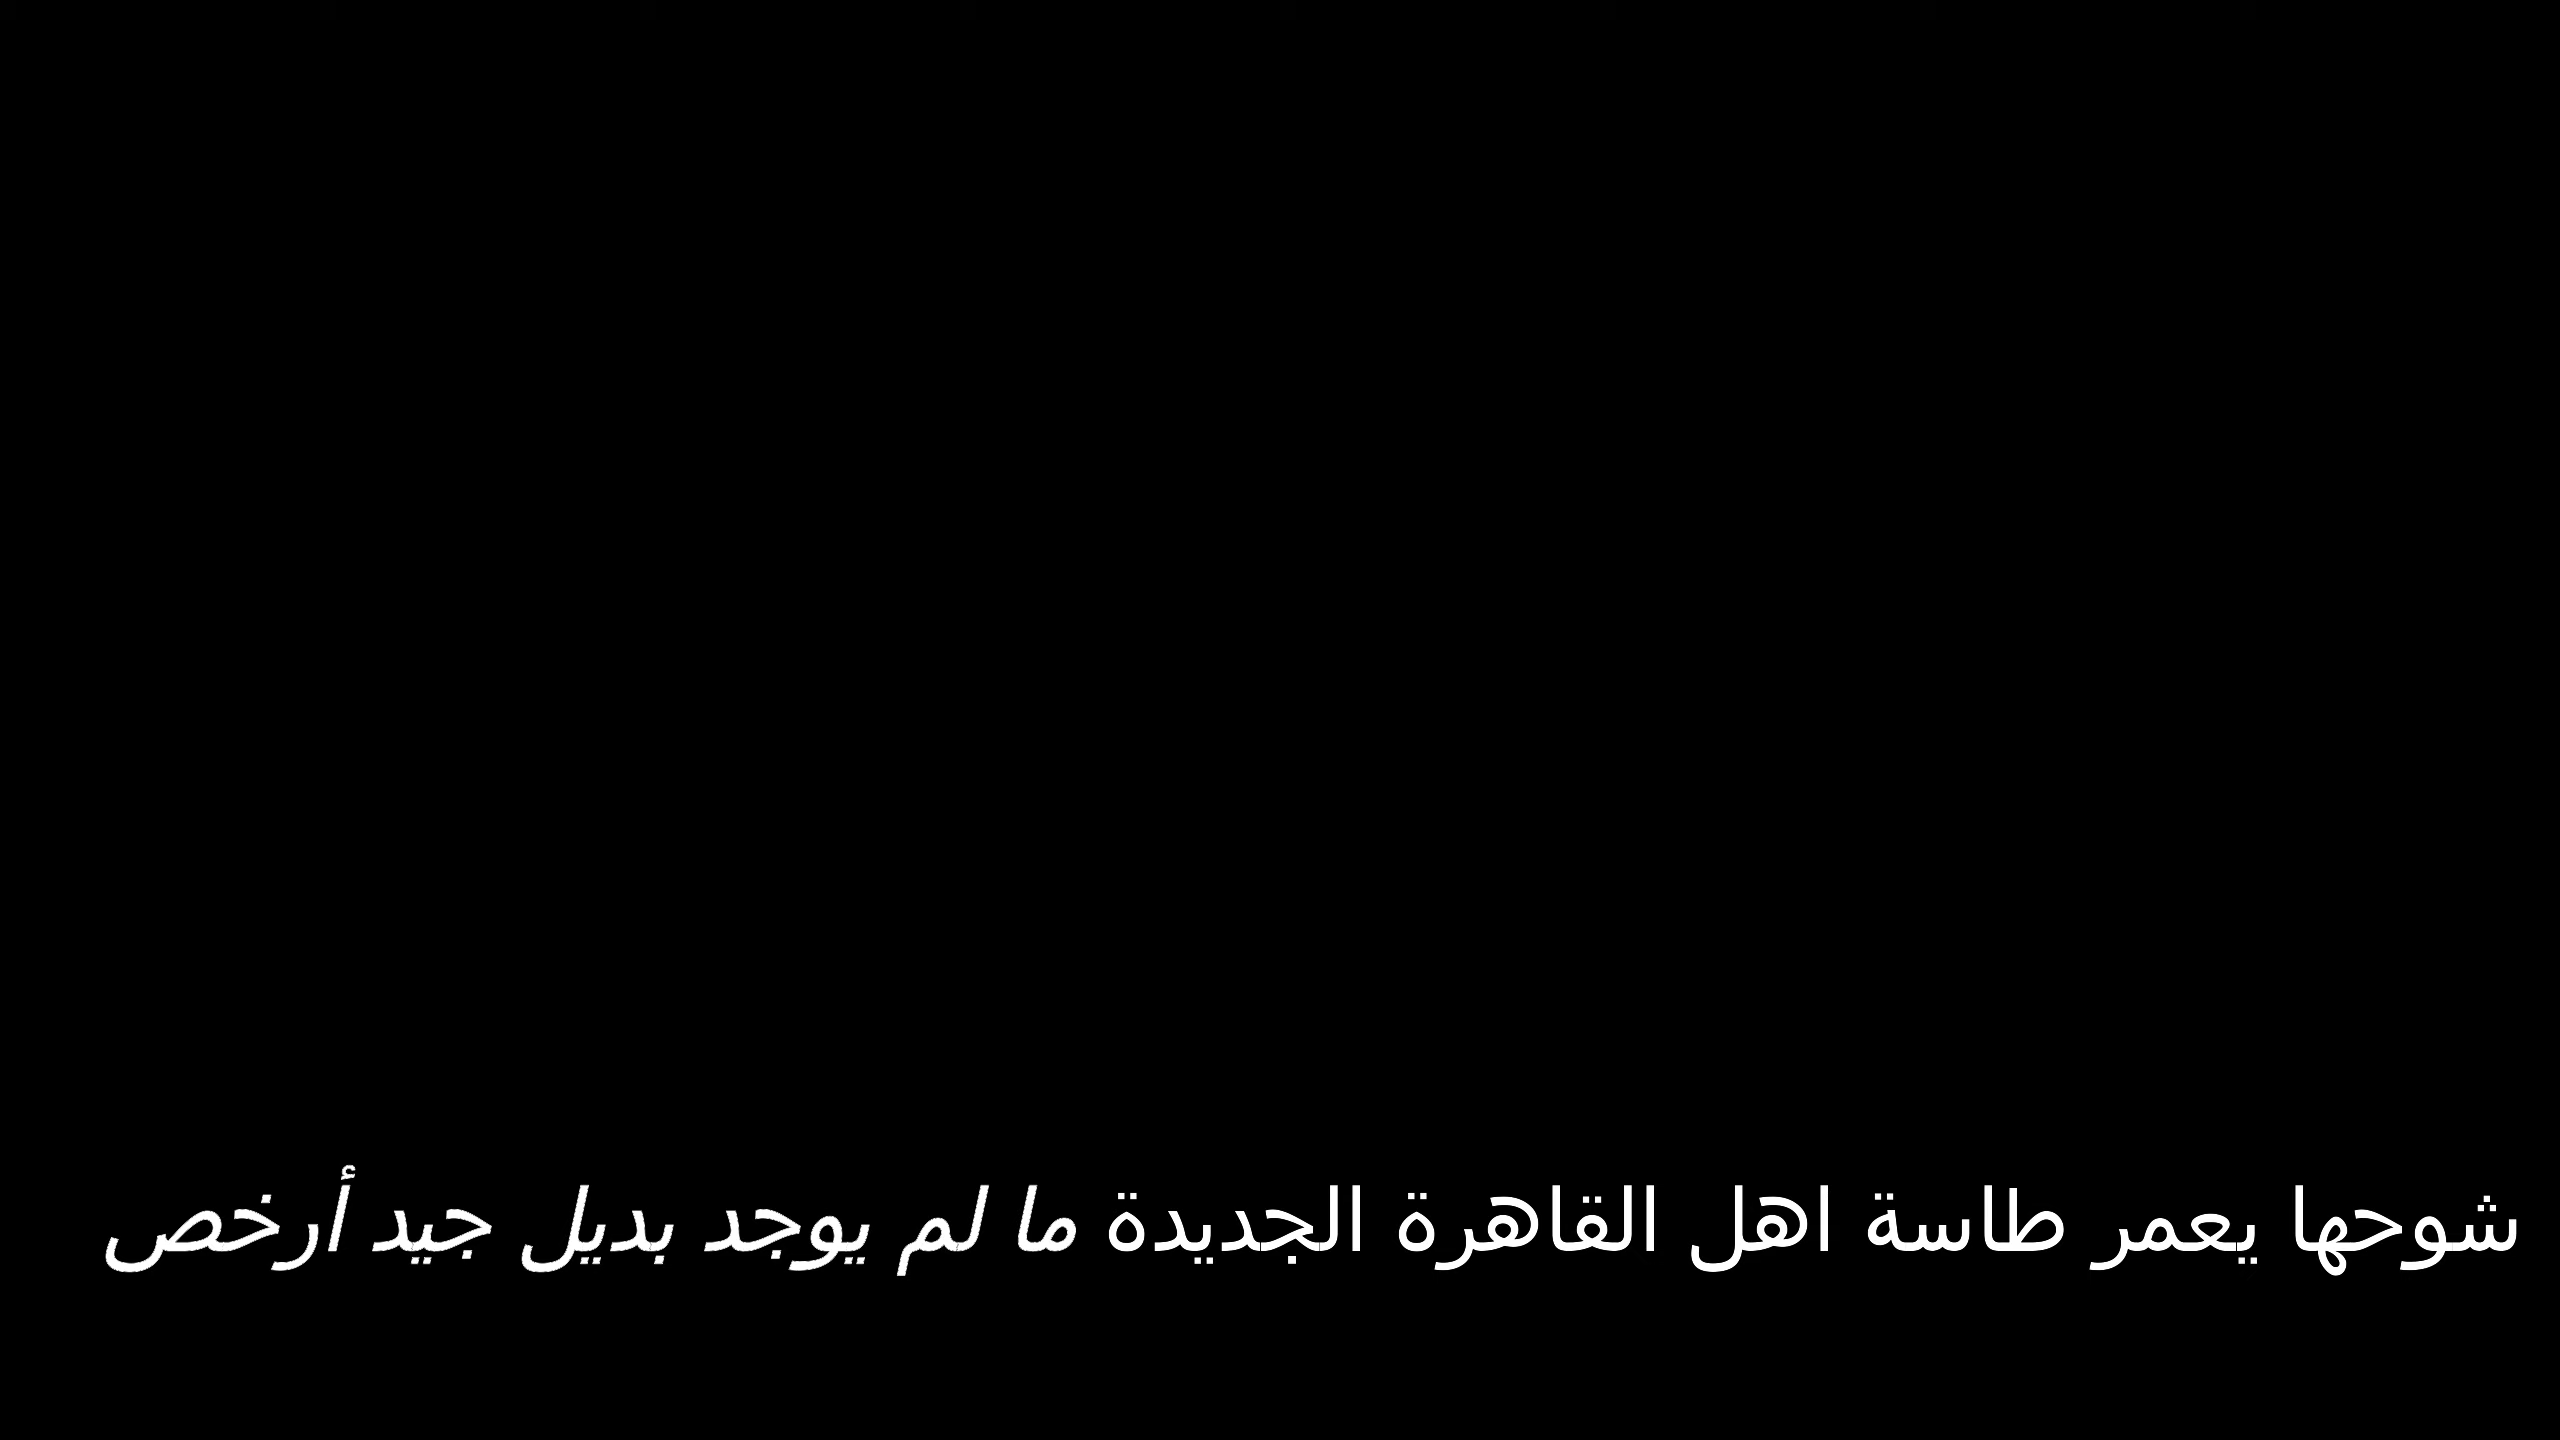 شوحها يعمر طاسة اهل القاهرة الجديدة ما لم يوجد بديل جيد أرخص